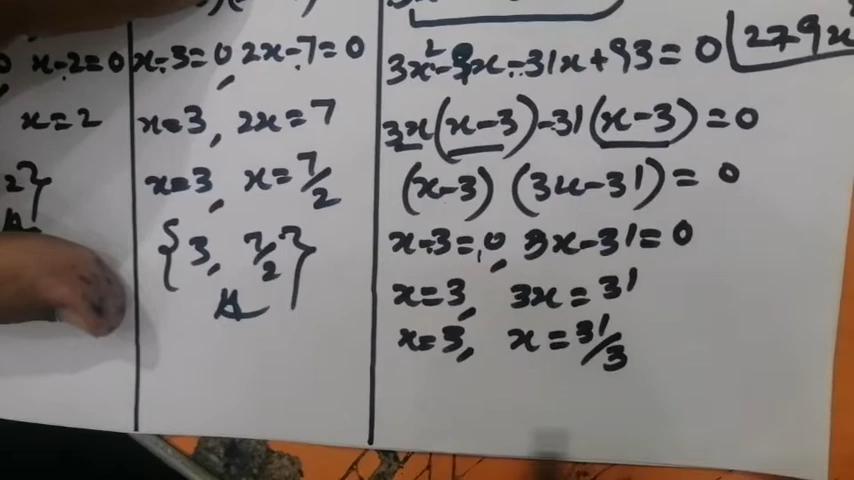 x-2=0
x=2
2}
x-3=0, 2x-7=0
x=3, 2x=7
x=3, x=7/2
{3, 7/2}
A
3x²-9x-31x+93=0
279x²
3x(x-3)-31(x-3)=0
(x-3) (3x-31)=0
x-3=0, 3x-31=0
x=3, 3x=31
x=3, x=31/3